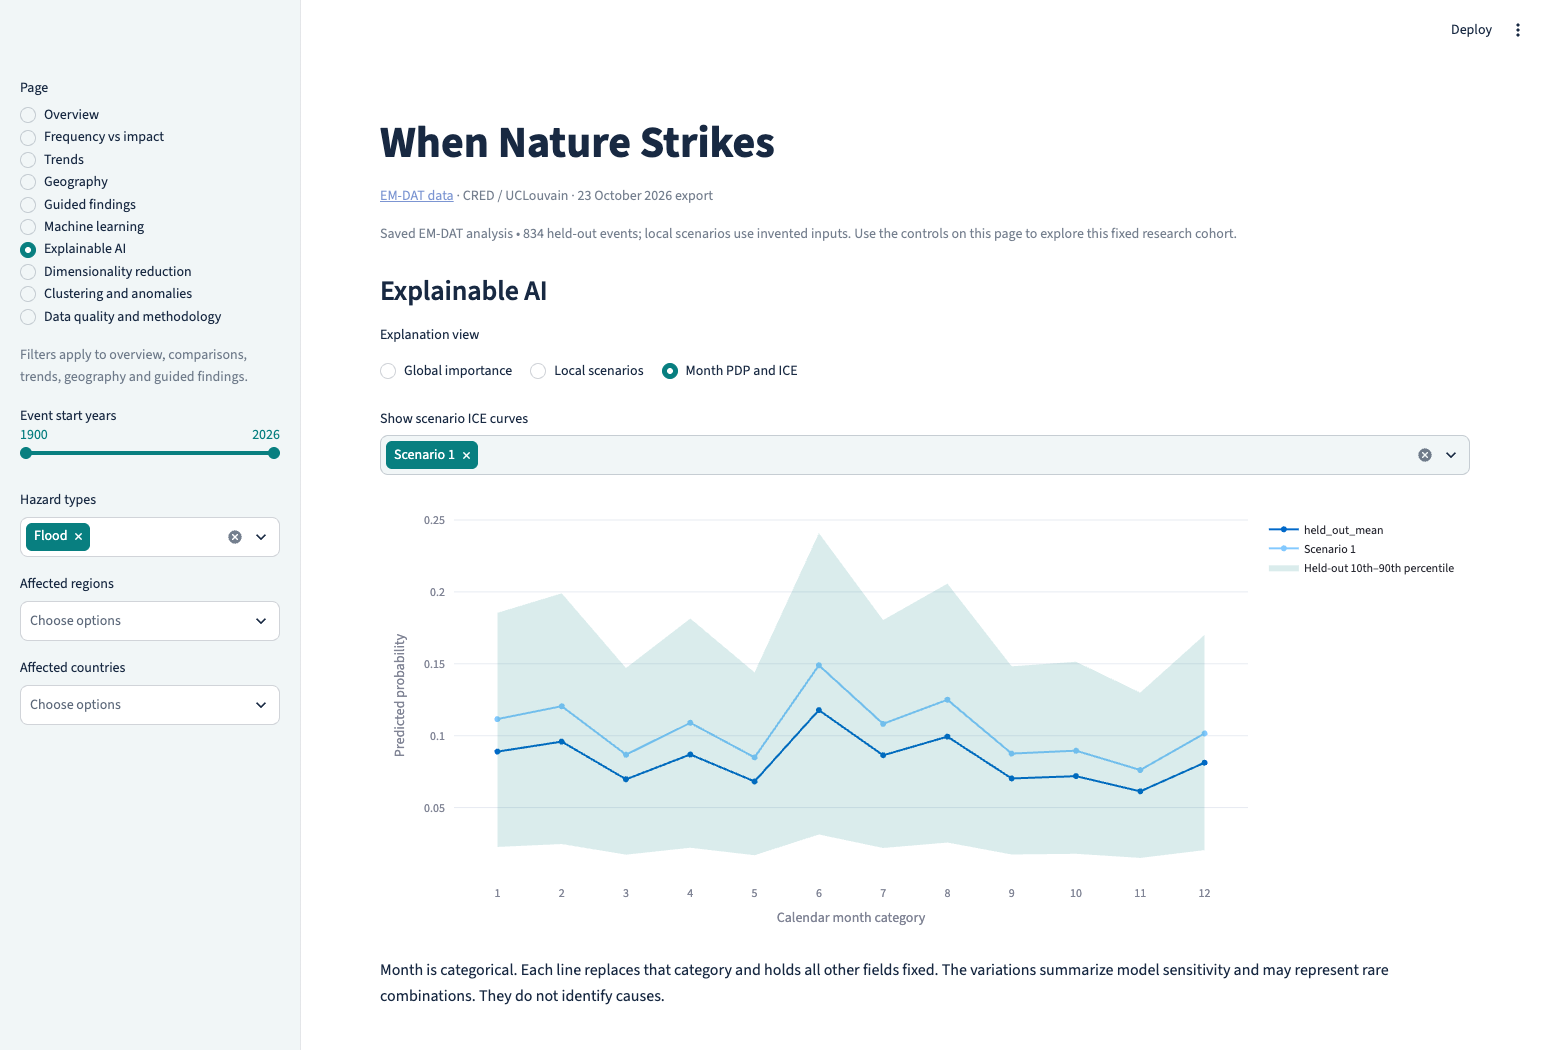 Deploy
Page
Overview
Frequency vs impact
Trends
Geography
Guided findings
Machine learning
Explainable AI
Dimensionality reduction
Clustering and anomalies
Data quality and methodology
Filters apply to overview, comparisons,
trends, geography and guided findings.
Event start years
1900 2026
Hazard types
Flood ×
Affected regions
Choose options
Affected countries
Choose options
When Nature Strikes
EM-DAT data · CRED / UCLouvain · 23 October 2026 export
Saved EM-DAT analysis • 834 held-out events; local scenarios use invented inputs. Use the controls on this page to explore this fixed research cohort.
Explainable AI
Explanation view
Global importance Local scenarios Month PDP and ICE
Show scenario ICE curves
Scenario 1 ×
0.25
0.2
0.15
0.1
0.05
Predicted probability
1 2 3 4 5 6 7 8 9 10 11 12
Calendar month category
held_out_mean
Scenario 1
Held-out 10th–90th percentile
Month is categorical. Each line replaces that category and holds all other fields fixed. The variations summarize model sensitivity and may represent rare
combinations. They do not identify causes.